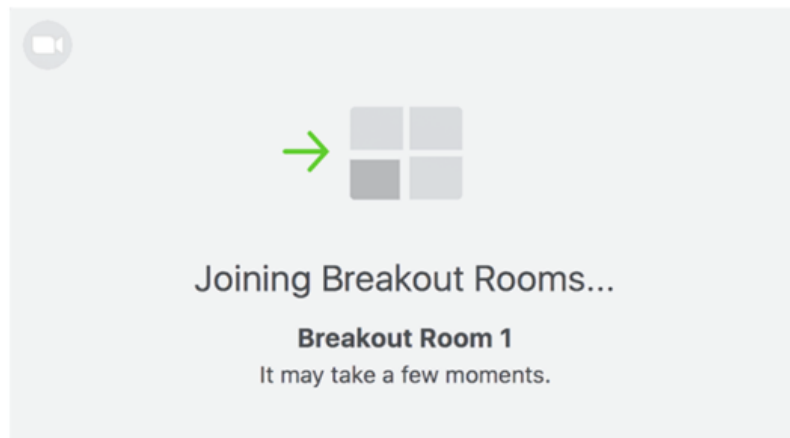 Joining Breakout Rooms...
Breakout Room 1
It may take a few moments.